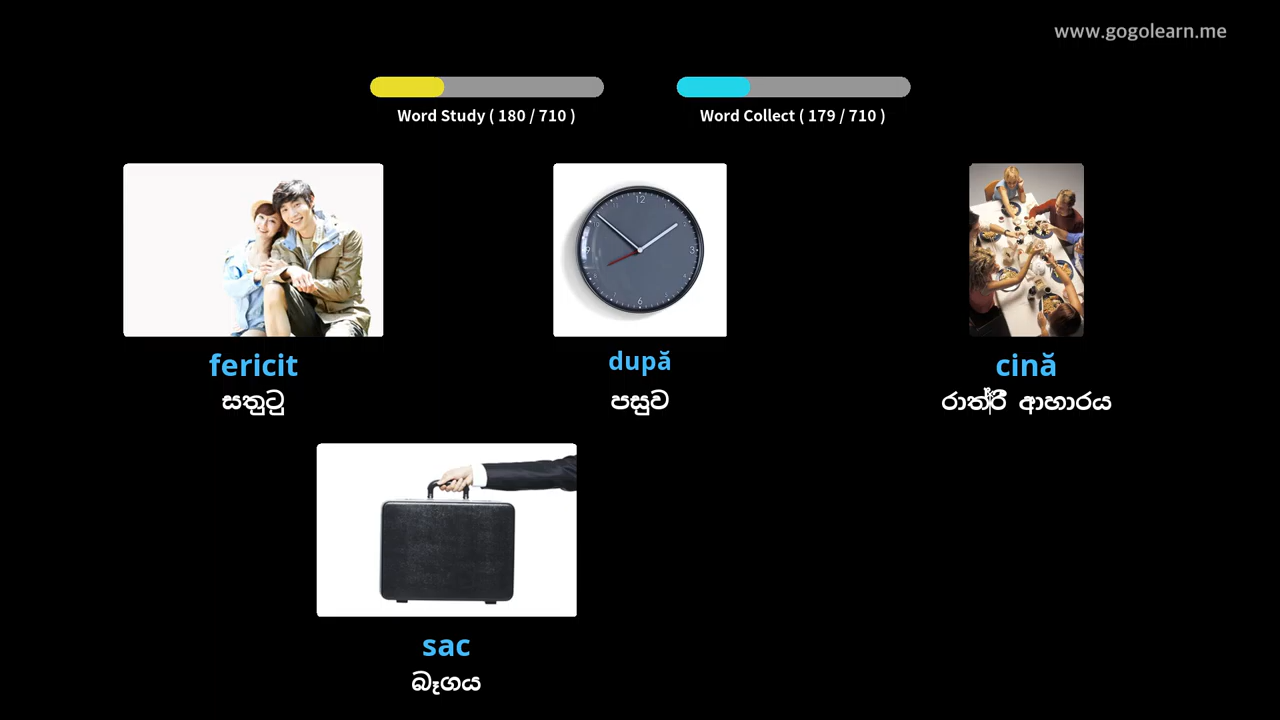 www.gogolearn.me
Word Study ( 180 / 710 )
Word Collect ( 179 / 710 )
fericit
සතුටු
după
පසුව
cină
රාත්රී ආහාරය
sac
බෑගය